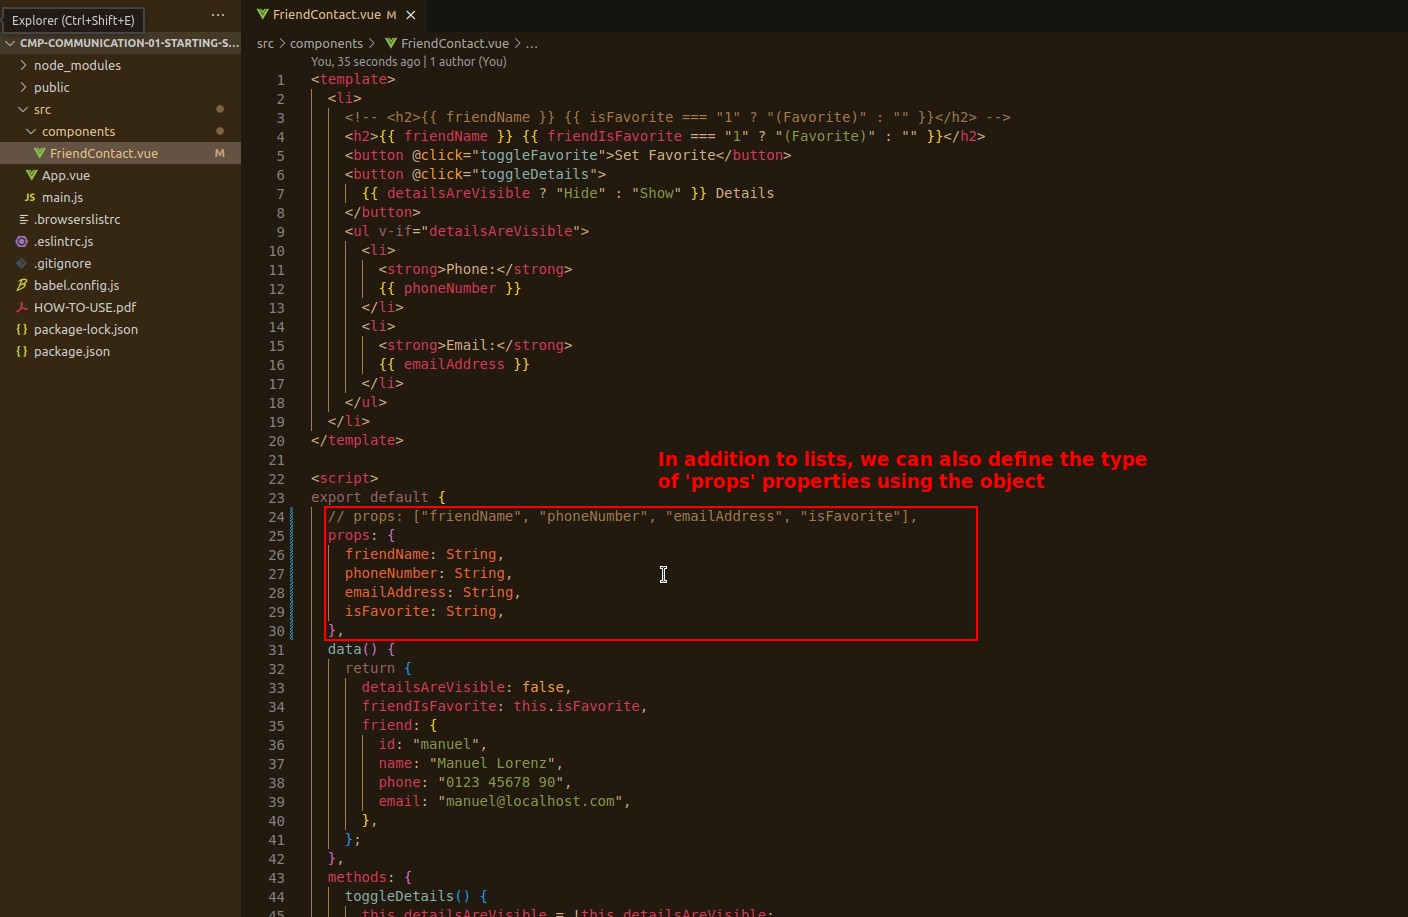 Explorer (Ctrl+Shift+E)
...
CMP-COMMUNICATION-01-STARTING-S...
node_modules
public
src
components
FriendContact.vue M
App.vue
JS main.js
.browserslistrc
.eslintrc.js
.gitignore
babel.config.js
HOW-TO-USE.pdf
{} package-lock.json
{} package.json
FriendContact.vue M ×
src > components > FriendContact.vue > ...
You, 35 seconds ago | 1 author (You)
1 <template>
2 <li>
3 <!-- <h2>{{ friendName }} {{ isFavorite === "1" ? "(Favorite)" : "" }}</h2> -->
4 <h2>{{ friendName }} {{ friendIsFavorite === "1" ? "(Favorite)" : "" }}</h2>
5 <button @click="toggleFavorite">Set Favorite</button>
6 <button @click="toggleDetails">
7 {{ detailsAreVisible ? "Hide" : "Show" }} Details
8 </button>
9 <ul v-if="detailsAreVisible">
10 <li>
11 <strong>Phone:</strong>
12 {{ phoneNumber }}
13 </li>
14 <li>
15 <strong>Email:</strong>
16 {{ emailAddress }}
17 </li>
18 </ul>
19 </li>
20 </template>
21
In addition to lists, we can also define the type
of 'props' properties using the object
22 <script>
23 export default {
24 // props: ["friendName", "phoneNumber", "emailAddress", "isFavorite"],
25 props: {
26 friendName: String,
27 phoneNumber: String,
28 emailAddress: String,
29 isFavorite: String,
30 },
31 data() {
32 return {
33 detailsAreVisible: false,
34 friendIsFavorite: this.isFavorite,
35 friend: {
36 id: "manuel",
37 name: "Manuel Lorenz",
38 phone: "0123 45678 90",
39 email: "manuel@localhost.com",
40 },
41 };
42 },
43 methods: {
44 toggleDetails() {
45 this.detailsAreVisible = !this.detailsAreVisible;